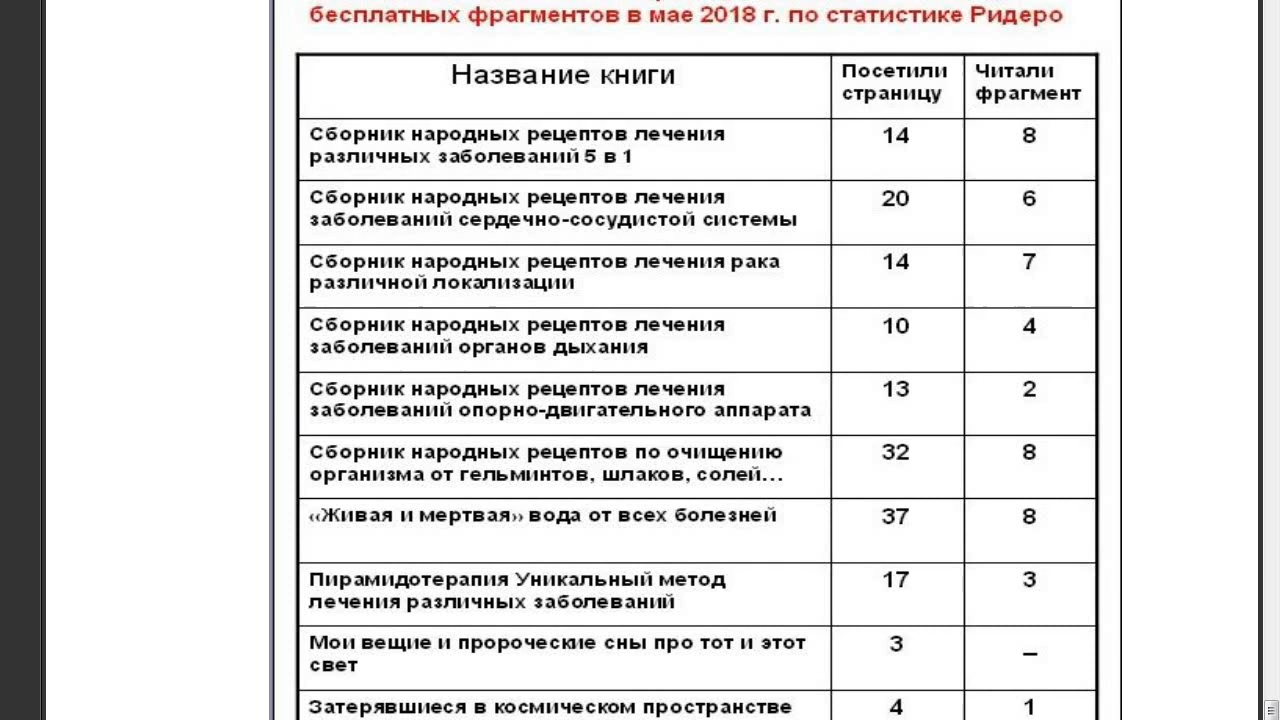 бесплатных фрагментов в мае 2018 г. по статистике Ридеро
Название книги
Посетили
страницу
Читали
фрагмент
Сборник народных рецептов лечения
различных заболеваний 5 в 1
14
8
Сборник народных рецептов лечения
заболеваний сердечно-сосудистой системы
20
6
Сборник народных рецептов лечения рака
различной локализации
14
7
Сборник народных рецептов лечения
заболеваний органов дыхания
10
4
Сборник народных рецептов лечения
заболеваний опорно-двигательного аппарата
13
2
Сборник народных рецептов по очищению
организма от гельминтов, шлаков, солей...
32
8
«Живая и мертвая» вода от всех болезней
37
8
Пирамидотерапия Уникальный метод
лечения различных заболеваний
17
3
Мои вещие и пророческие сны про тот и этот
свет
3
–
Затерявшиеся в космическом пространстве
4
1